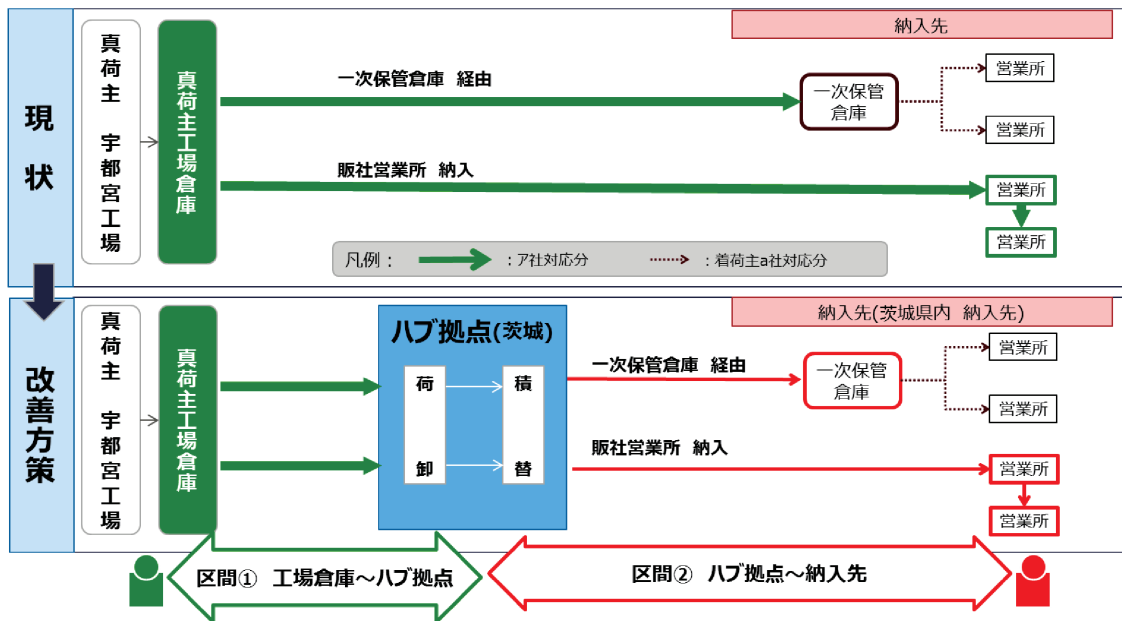 現状
真荷主 宇都宮工場
真荷主工場倉庫
納入先
一次保管倉庫 経由
一次保管
倉庫
営業所
営業所
販社営業所 納入
営業所
営業所
凡例：
：ア社対応分
：着荷主a社対応分
改善方策
真荷主 宇都宮工場
真荷主工場倉庫
ハブ拠点(茨城)
荷卸
積替
納入先(茨城県内 納入先)
一次保管倉庫 経由
一次保管
倉庫
営業所
営業所
販社営業所 納入
営業所
営業所
区間① 工場倉庫～ハブ拠点
区間② ハブ拠点～納入先